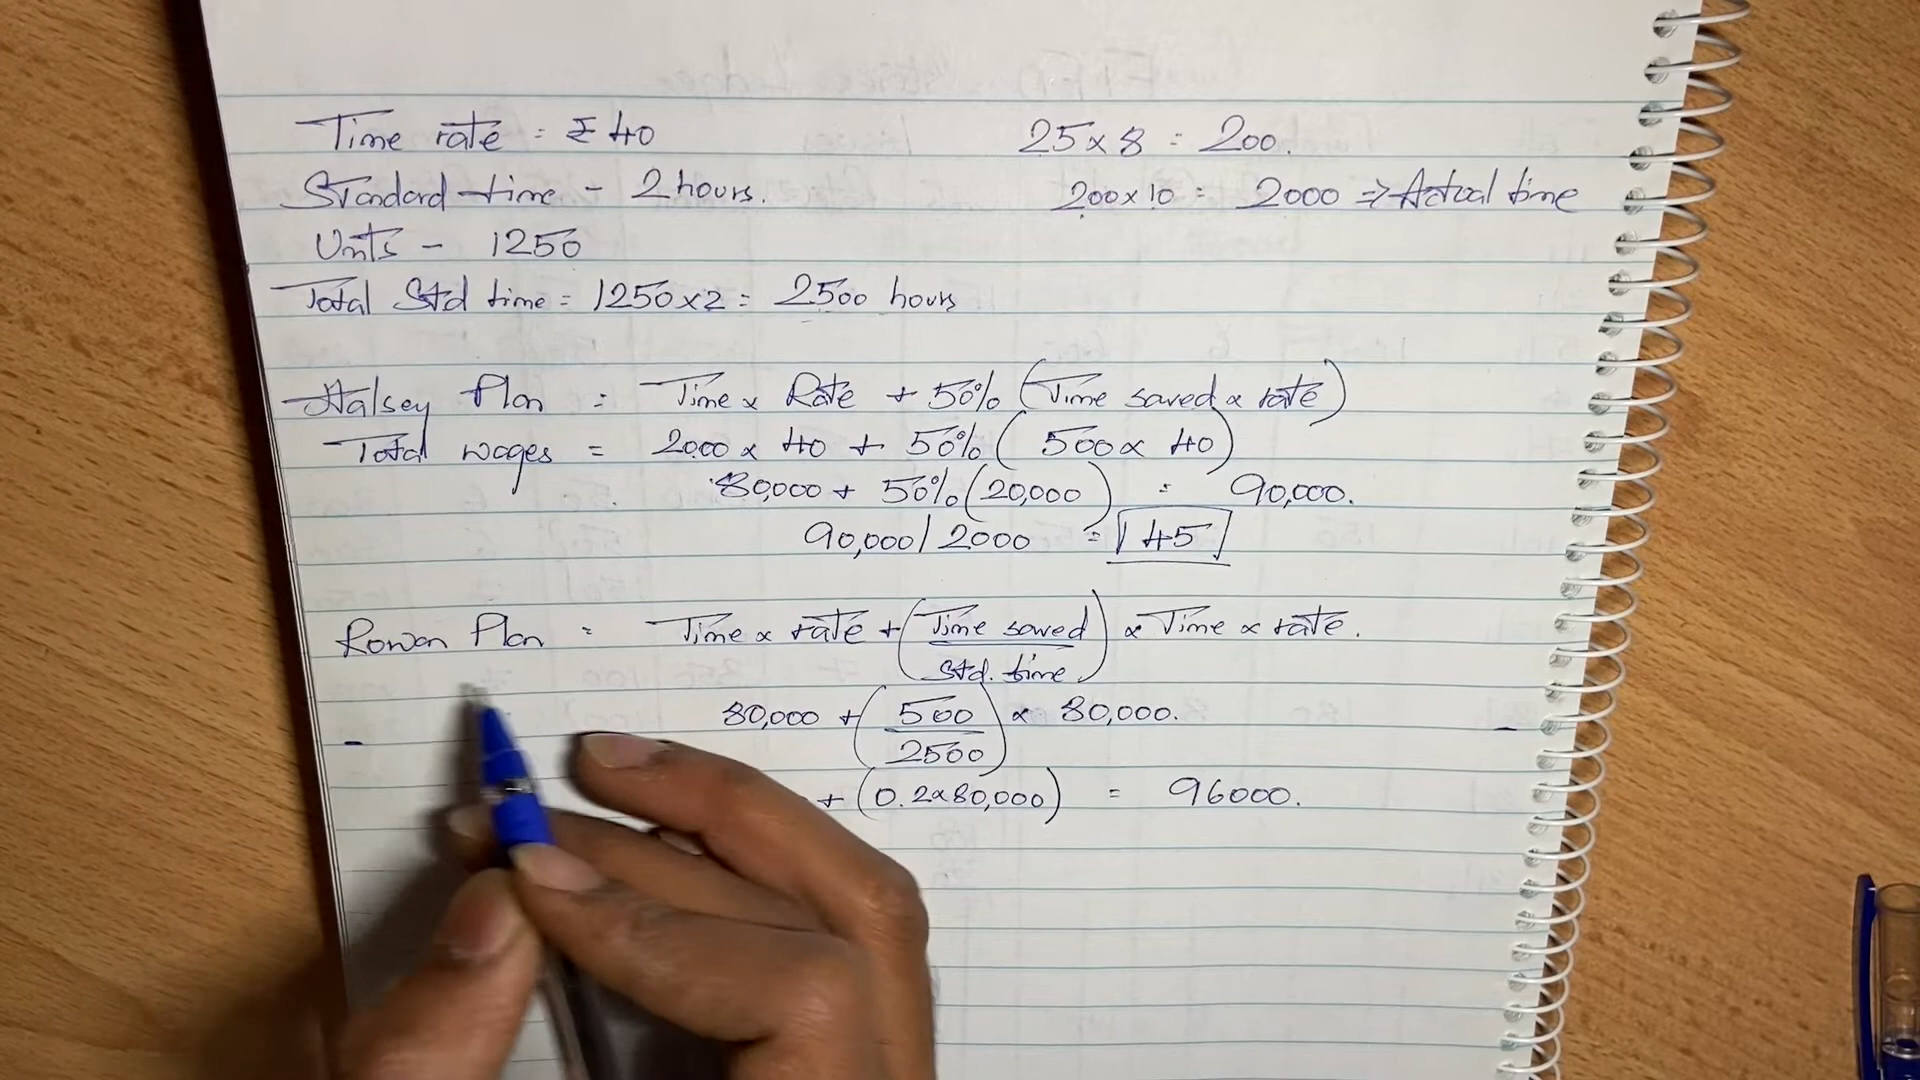 Time rate = ₹ 40
25 x 8 = 200.
Standard time - 2 hours.
200 x 10 = 2000 => Actual time
Units - 1250
Total Std time = 1250 x 2 = 2500 hours
Halsey Plan = Time x Rate + 50% (Time saved x rate)
Total wages = 2000 x 40 + 50% (500 x 40)
80,000 + 50% (20,000) = 90,000.
90,000 / 2000 = 45
Rowan Plan = Time x rate + (Time saved / Std. time) x Time x rate.
80,000 + (500 / 2500) x 80,000.
+ (0.2 x 80,000) = 96000.